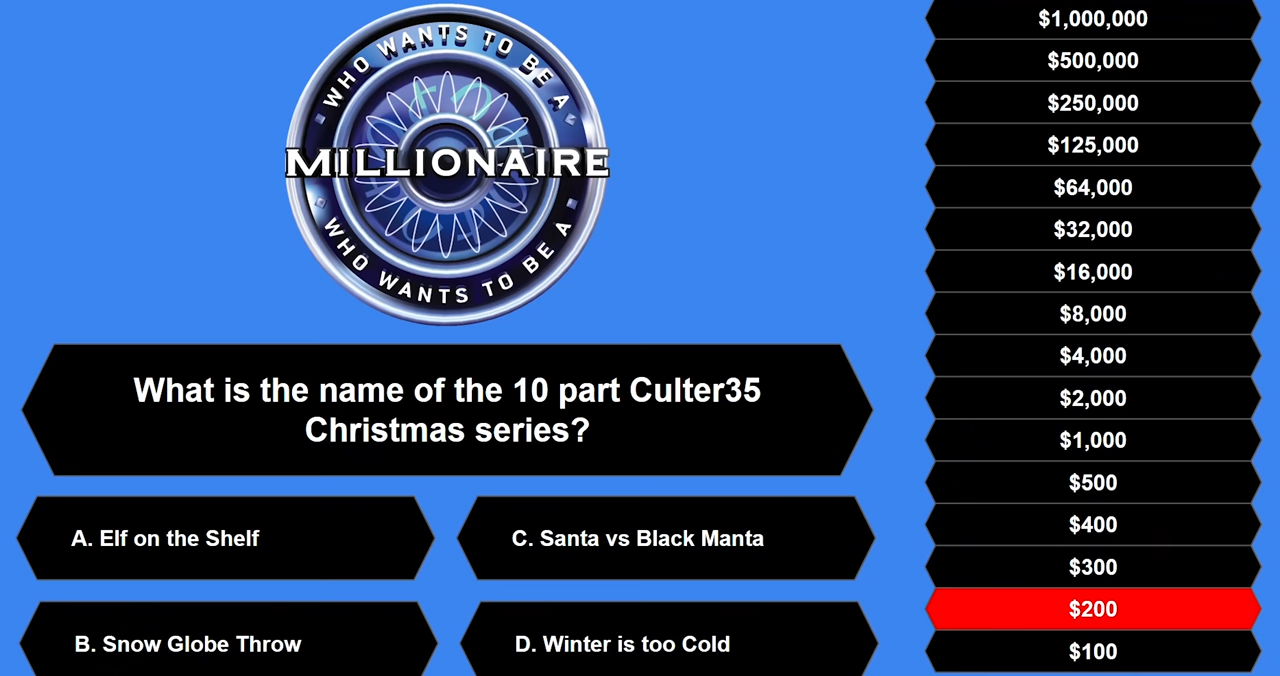 WHO WANTS TO BE A
MILLIONAIRE
WHO WANTS TO BE A
What is the name of the 10 part Culter35
Christmas series?
A. Elf on the Shelf
C. Santa vs Black Manta
B. Snow Globe Throw
D. Winter is too Cold
$1,000,000
$500,000
$250,000
$125,000
$64,000
$32,000
$16,000
$8,000
$4,000
$2,000
$1,000
$500
$400
$300
$200
$100